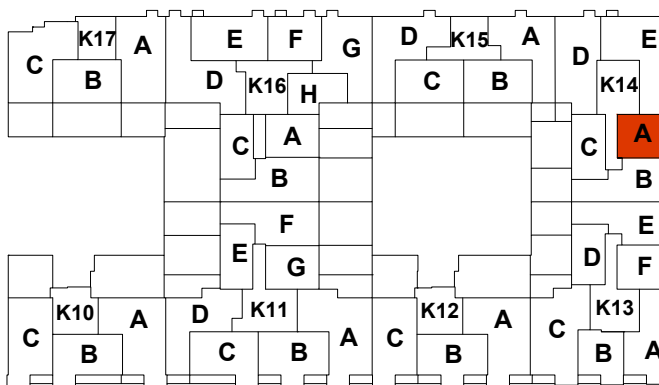 K17 A E F G D K15 A D E
C B D K16 H C B K14
C A C A
B B
F E
E G D F
K10 A D K11 A K12 A C K13
C B C B C B B A